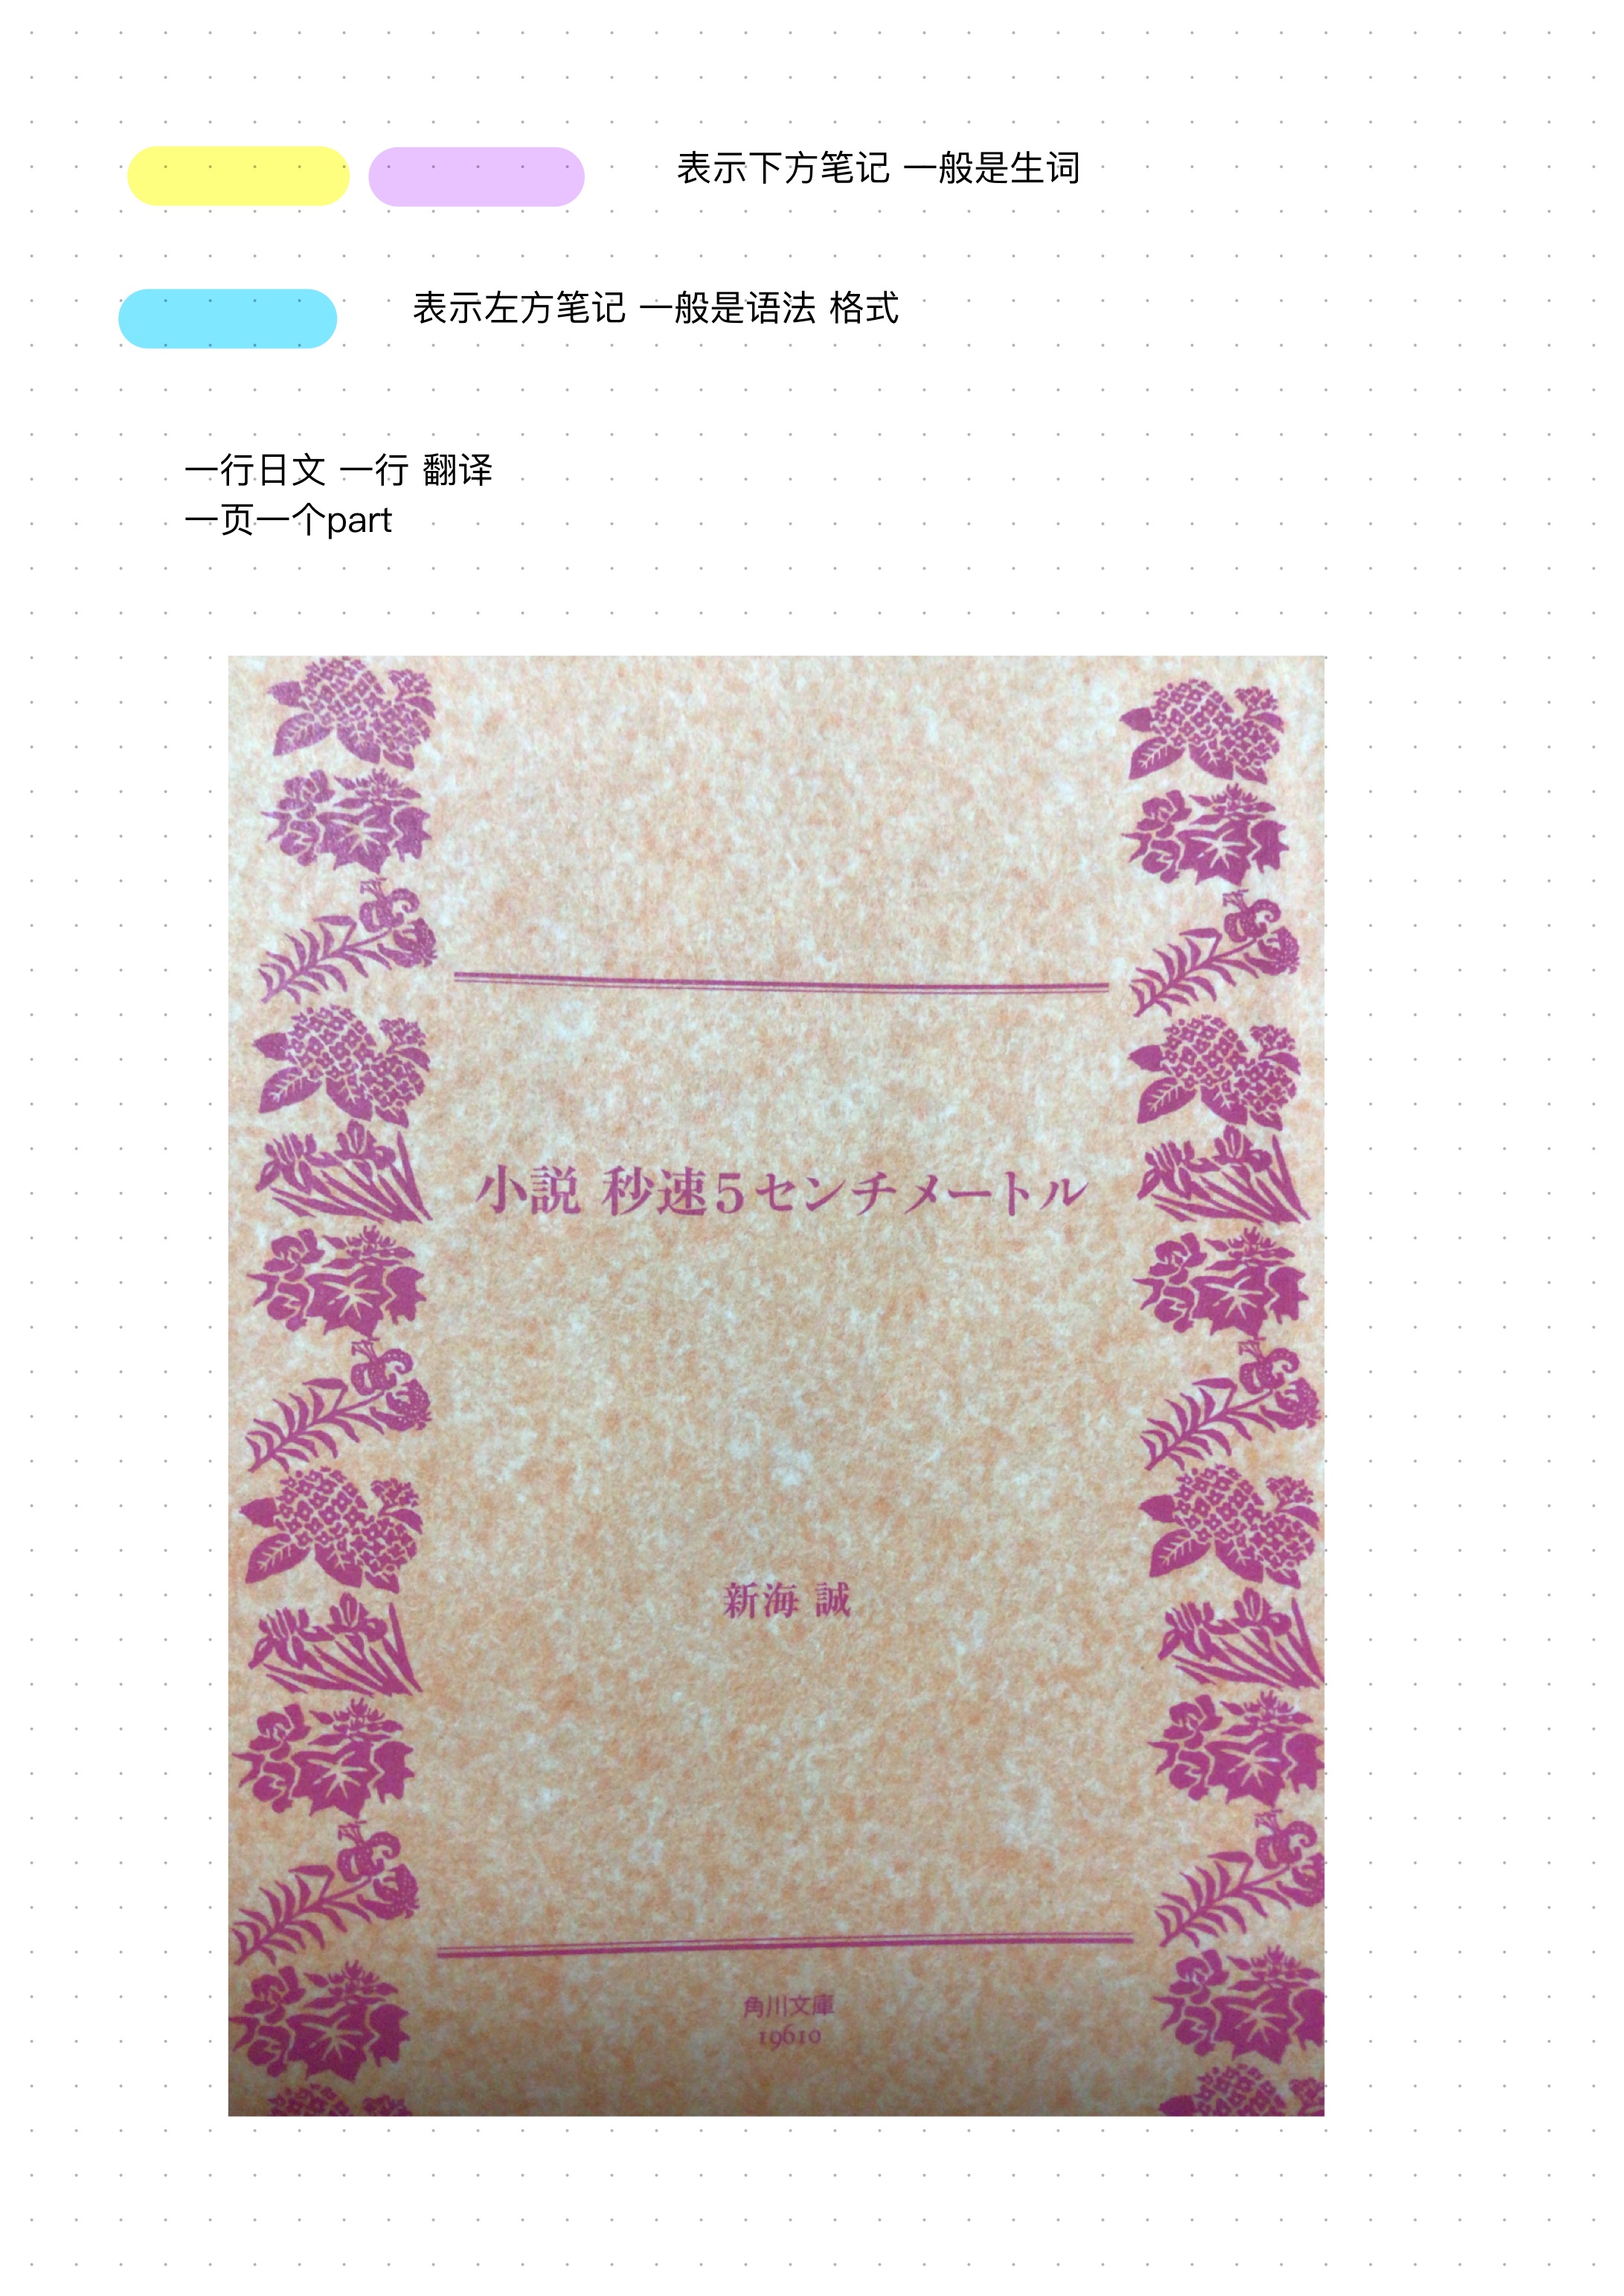 表示下方笔记 一般是生词
表示左方笔记 一般是语法 格式
一行日文 一行 翻译
一页一个part
小説 秒速5センチメートル
新海 誠
角川文庫
19610